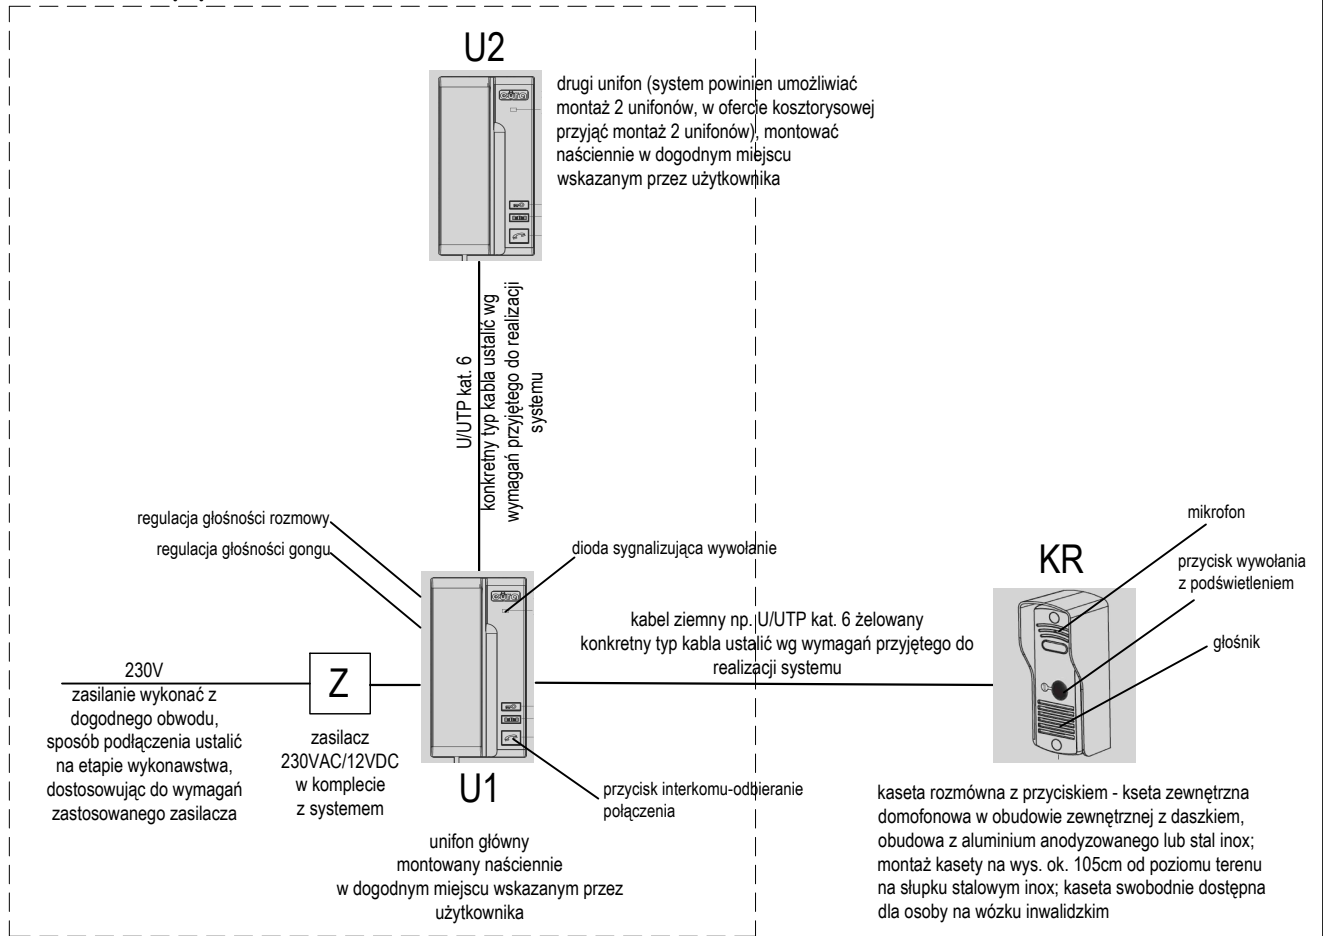 U2
drugi unifon (system powinien umożliwiać
montaż 2 unifonów, w ofercie kosztorysowej
przyjąć montaż 2 unifonów), montować
naściennie w dogodnym miejscu
wskazanym przez użytkownika
U/UTP kat. 6
konkretny typ kabla ustalić wg
wymagań przyjętego do realizacji
systemu
regulacja głośności rozmowy
regulacja głośności gongu
dioda sygnalizująca wywołanie
KR
mikrofon
przycisk wywołania
z podświetleniem
głośnik
kabel ziemny np. U/UTP kat. 6 żelowany
konkretny typ kabla ustalić wg wymagań przyjętego do
realizacji systemu
230V
zasilanie wykonać z
dogodnego obwodu,
sposób podłączenia ustalić
na etapie wykonawstwa,
dostosowując do wymagań
zastosowanego zasilacza
Z
zasilacz
230VAC/12VDC
w komplecie
z systemem
U1
przycisk interkomu-odbieranie
połączenia
unifon główny
montowany naściennie
w dogodnym miejscu wskazanym przez
użytkownika
kaseta rozmówna z przyciskiem - kseta zewnętrzna
domofonowa w obudowie zewnętrznej z daszkiem,
obudowa z aluminium anodyzowanego lub stal inox;
montaż kasety na wys. ok. 105cm od poziomu terenu
na słupku stalowym inox; kaseta swobodnie dostępna
dla osoby na wózku inwalidzkim